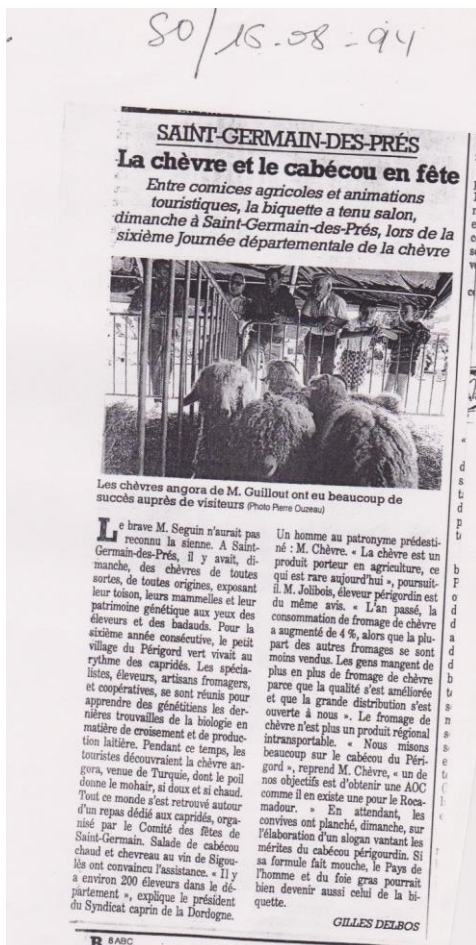 SO/16-08-94
SAINT-GERMAIN-DES-PRÉS
La chèvre et le cabécou en fête
Entre comices agricoles et animations
touristiques, la biquette a tenu salon,
dimanche à Saint-Germain-des-Prés, lors de la
sixième Journée départementale de la chèvre
Les chèvres angora de M. Guillout ont eu beaucoup de
succès auprès de visiteurs (Photo Pierre Ouzeau)
Le brave M. Seguin n'aurait pas
reconnu la sienne. A Saint-
Germain-des-Prés, il y avait, di-
manche, des chèvres de toutes
sortes, de toutes origines, exposant
leur toison, leurs mammelles et leur
patrimoine génétique aux yeux des
éleveurs et des badauds. Pour la
sixième année consécutive, le petit
village du Périgord vert vivait au
rythme des capridés. Les spécia-
listes, éleveurs, artisans fromagers,
et coopératives, se sont réunis pour
apprendre des génétitiens les der-
nières trouvailles de la biologie en
matière de croisement et de produc-
tion laitière. Pendant ce temps, les
touristes découvraient la chèvre an-
gora, venue de Turquie, dont le poil
donne le mohair, si doux et si chaud.
Tout ce monde s'est retrouvé autour
d'un repas dédié aux capridés, orga-
nisé par le Comité des fêtes de
Saint-Germain. Salade de cabécou
chaud et chevreau au vin de Sigou-
lès ont convaincu l'assistance. « Il y
a environ 200 éleveurs dans le dé-
partement », explique le président
du Syndicat caprin de la Dordogne.
Un homme au patronyme prédesti-
né : M. Chèvre. « La chèvre est un
produit porteur en agriculture, ce
qui est rare aujourd'hui », poursuit-
il. M. Jolibois, éleveur périgordin est
du même avis. « L'an passé, la
consommation de fromage de chèvre
a augmenté de 4 %, alors que la plu-
part des autres fromages se sont
moins vendus. Les gens mangent de
plus en plus de fromage de chèvre
parce que la qualité s'est améliorée
et que la grande distribution s'est
ouverte à nous ». Le fromage de
chèvre n'est plus un produit régional
intransportable. « Nous misons
beaucoup sur le cabécou du Péri-
gord », reprend M. Chèvre, « un de
nos objectifs est d'obtenir une AOC
comme il en existe une pour le Roca-
madour. » En attendant, les
convives ont planché, dimanche, sur
l'élaboration d'un slogan vantant les
mérites du cabécou périgourdin. Si
sa formule fait mouche, le Pays de
l'homme et du foie gras pourrait
bien devenir aussi celui de la bi-
quette.
GILLES DELBOS
8 ABC